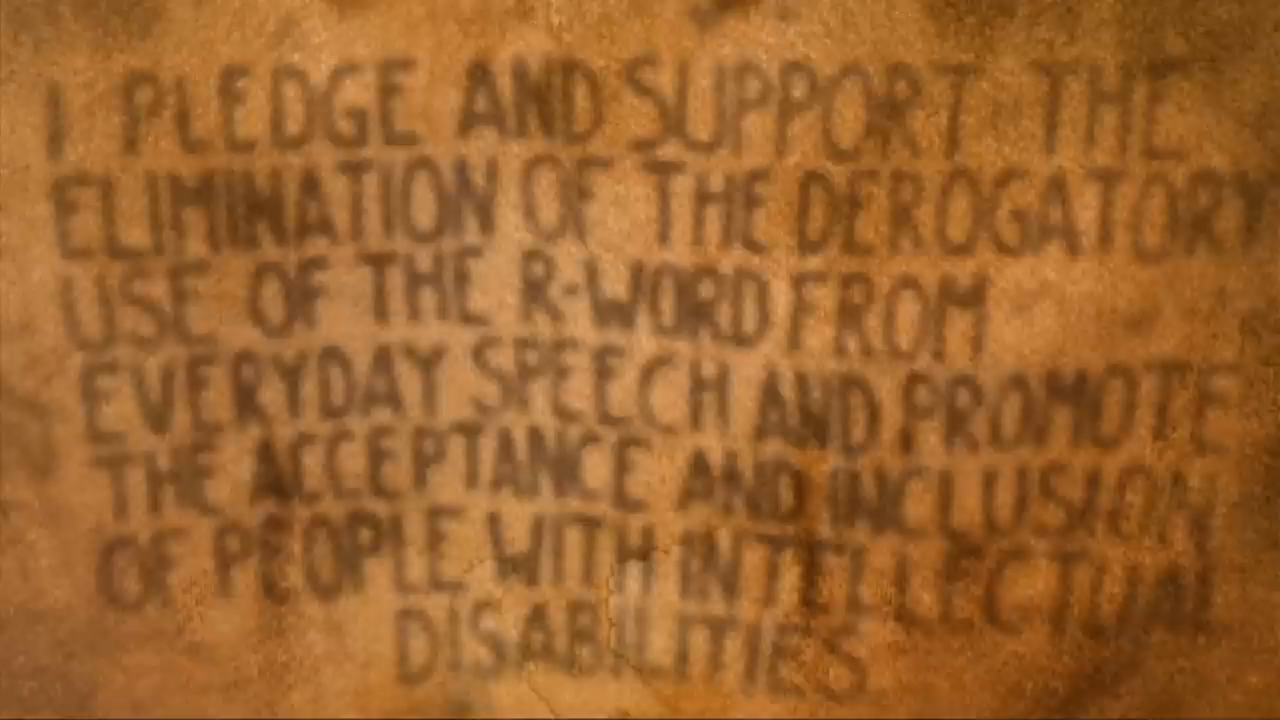 I PLEDGE AND SUPPORT THE
ELIMINATION OF THE DEROGATORY
USE OF THE R-WORD FROM
EVERYDAY SPEECH AND PROMOTE
THE ACCEPTANCE AND INCLUSION
OF PEOPLE WITH INTELLECTUAL
DISABILITIES